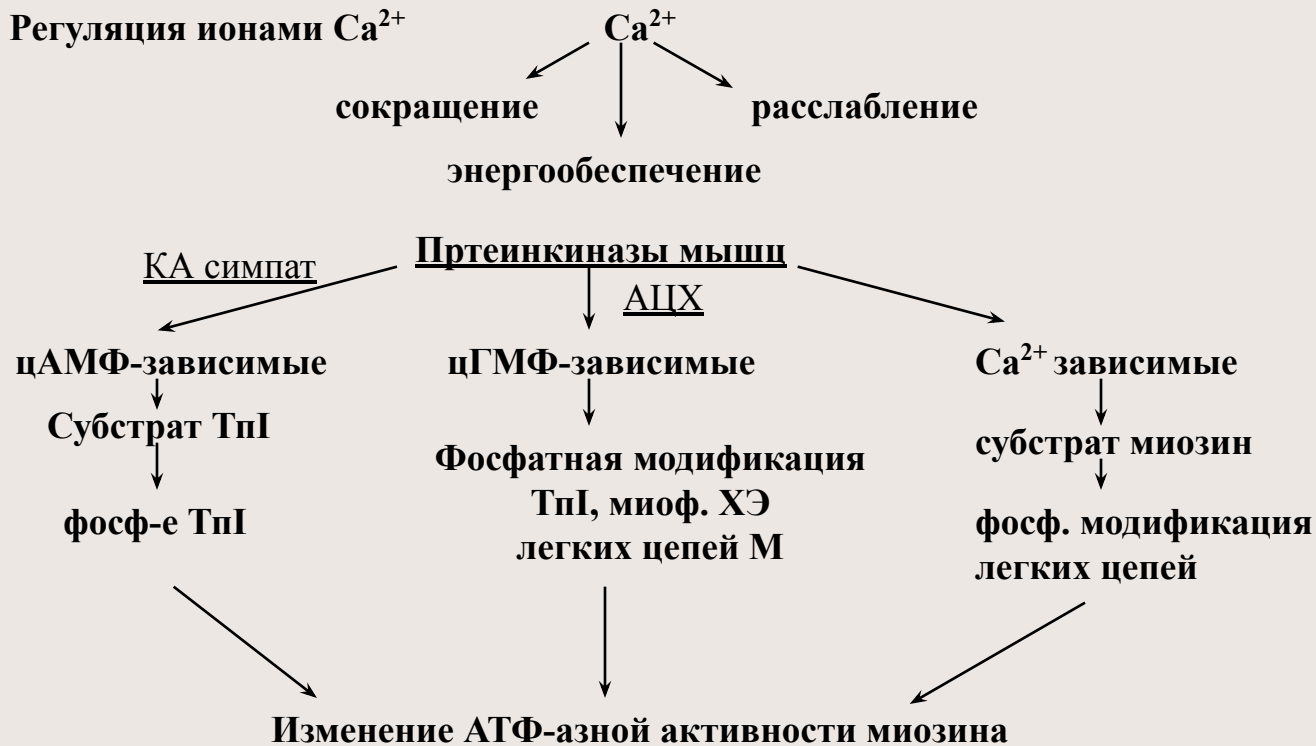 Регуляция ионами Ca²⁺
Ca²⁺
сокращение
расслабление
энергообеспечение
Пртеинкиназы мышц
КА симпат
АЦХ
цАМФ-зависимые
цГМФ-зависимые
Ca²⁺ зависимые
Субстрат ТпI
фосф-е ТпI
Фосфатная модификация
ТпI, миоф. ХЭ
легких цепей М
субстрат миозин
фосф. модификация
легких цепей
Изменение АТФ-азной активности миозина